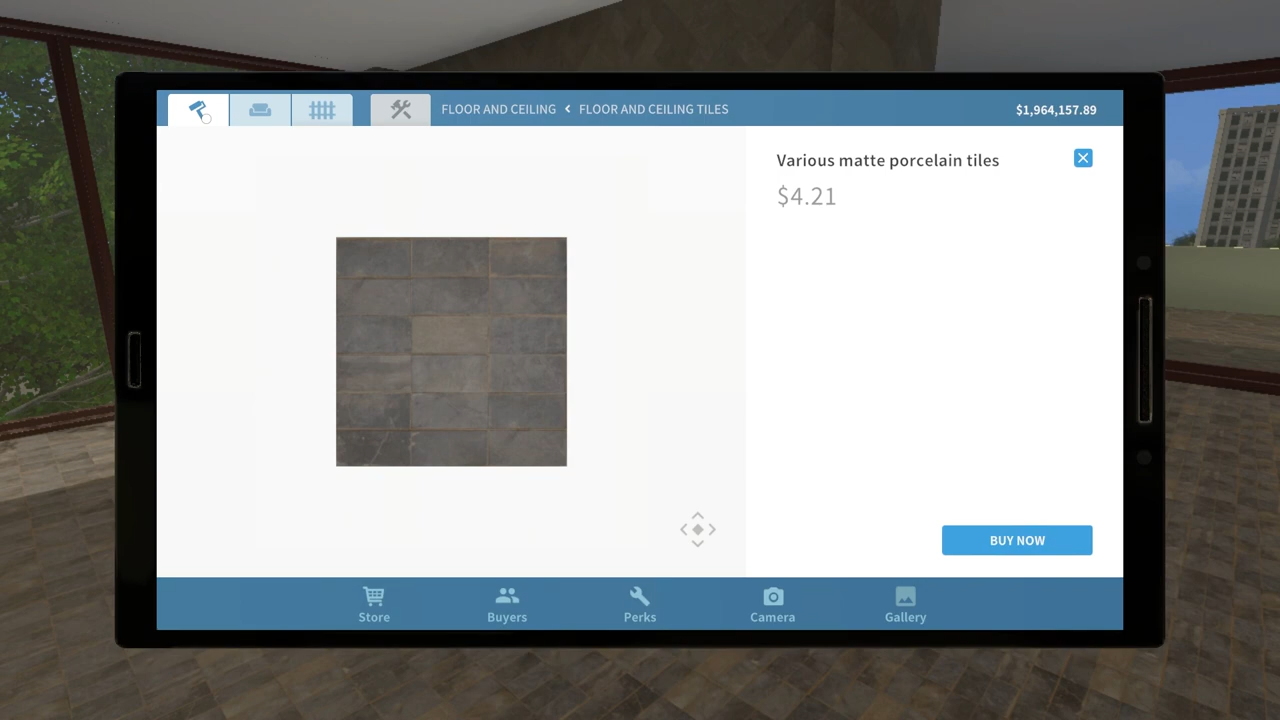 FLOOR AND CEILING < FLOOR AND CEILING TILES
$1,964,157.89
Various matte porcelain tiles
$4.21
BUY NOW
Store
Buyers
Perks
Camera
Gallery